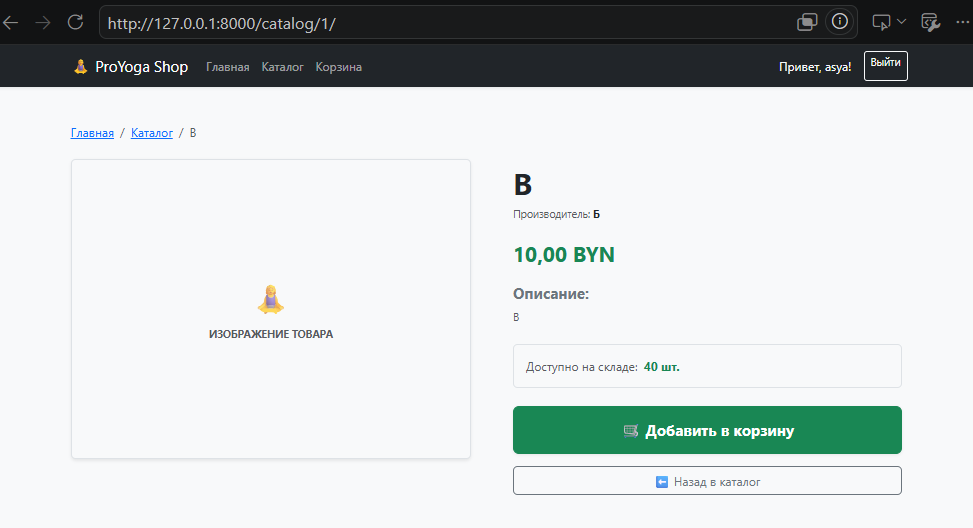 http://127.0.0.1:8000/catalog/1/
ProYoga Shop Главная Каталог Корзина Привет, asya! Выйти
Главная / Каталог / В
ИЗОБРАЖЕНИЕ ТОВАРА
В
Производитель: Б
10,00 BYN
Описание:
В
Доступно на складе: 40 шт.
Добавить в корзину
Назад в каталог